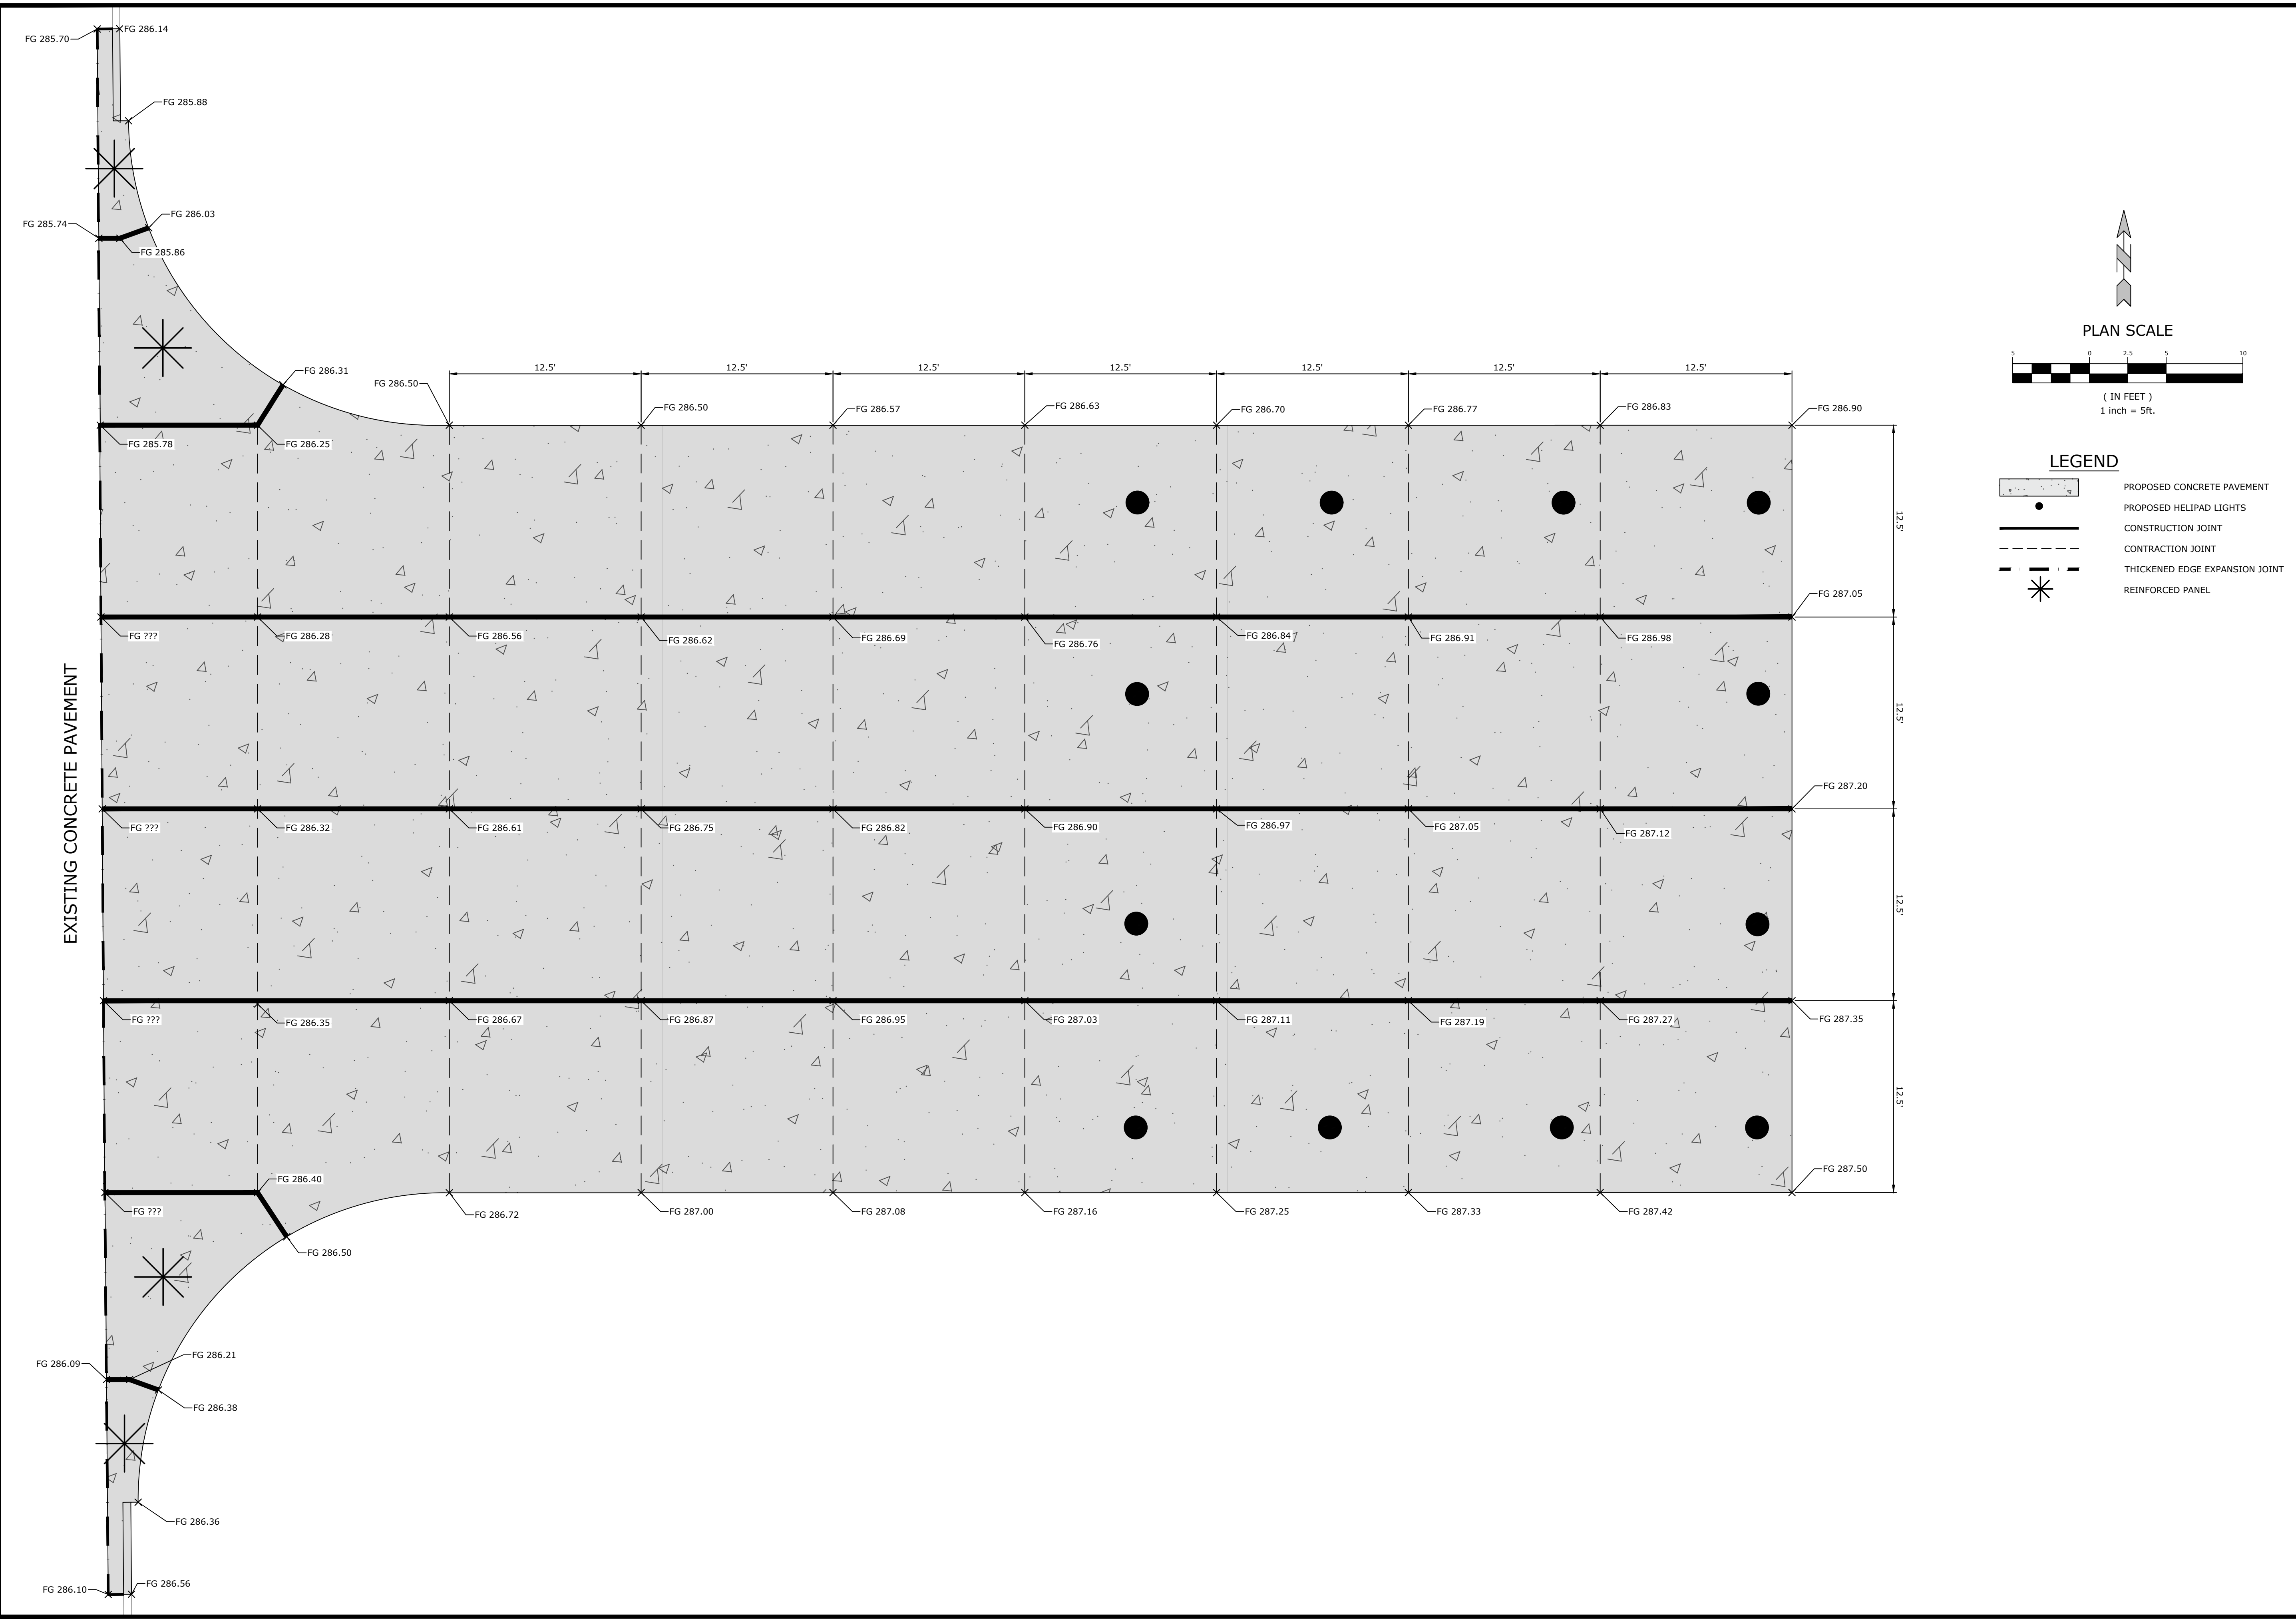 FG 285.70
FG 286.14
FG 285.88
FG 285.74
FG 286.03
FG 285.86
FG 286.31
FG 286.50
12.5'
12.5'
12.5'
12.5'
12.5'
12.5'
12.5'
FG 286.50
FG 286.57
FG 286.63
FG 286.70
FG 286.77
FG 286.83
FG 286.90
FG 285.78
FG 286.25
12.5'
FG 287.05
FG ???
FG 286.28
FG 286.56
FG 286.62
FG 286.69
FG 286.76
FG 286.84
FG 286.91
FG 286.98
12.5'
EXISTING CONCRETE PAVEMENT
FG 287.20
FG ???
FG 286.32
FG 286.61
FG 286.75
FG 286.82
FG 286.90
FG 286.97
FG 287.05
FG 287.12
12.5'
FG ???
FG 286.35
FG 286.67
FG 286.87
FG 286.95
FG 287.03
FG 287.11
FG 287.19
FG 287.27
FG 287.35
12.5'
FG 286.40
FG 287.50
FG ???
FG 286.72
FG 287.00
FG 287.08
FG 287.16
FG 287.25
FG 287.33
FG 287.42
FG 286.50
FG 286.09
FG 286.21
FG 286.38
FG 286.36
FG 286.10
FG 286.56
N
PLAN SCALE
5 0 2.5 5 10
( IN FEET )
1 inch = 5ft.
LEGEND
PROPOSED CONCRETE PAVEMENT
PROPOSED HELIPAD LIGHTS
CONSTRUCTION JOINT
CONTRACTION JOINT
THICKENED EDGE EXPANSION JOINT
REINFORCED PANEL